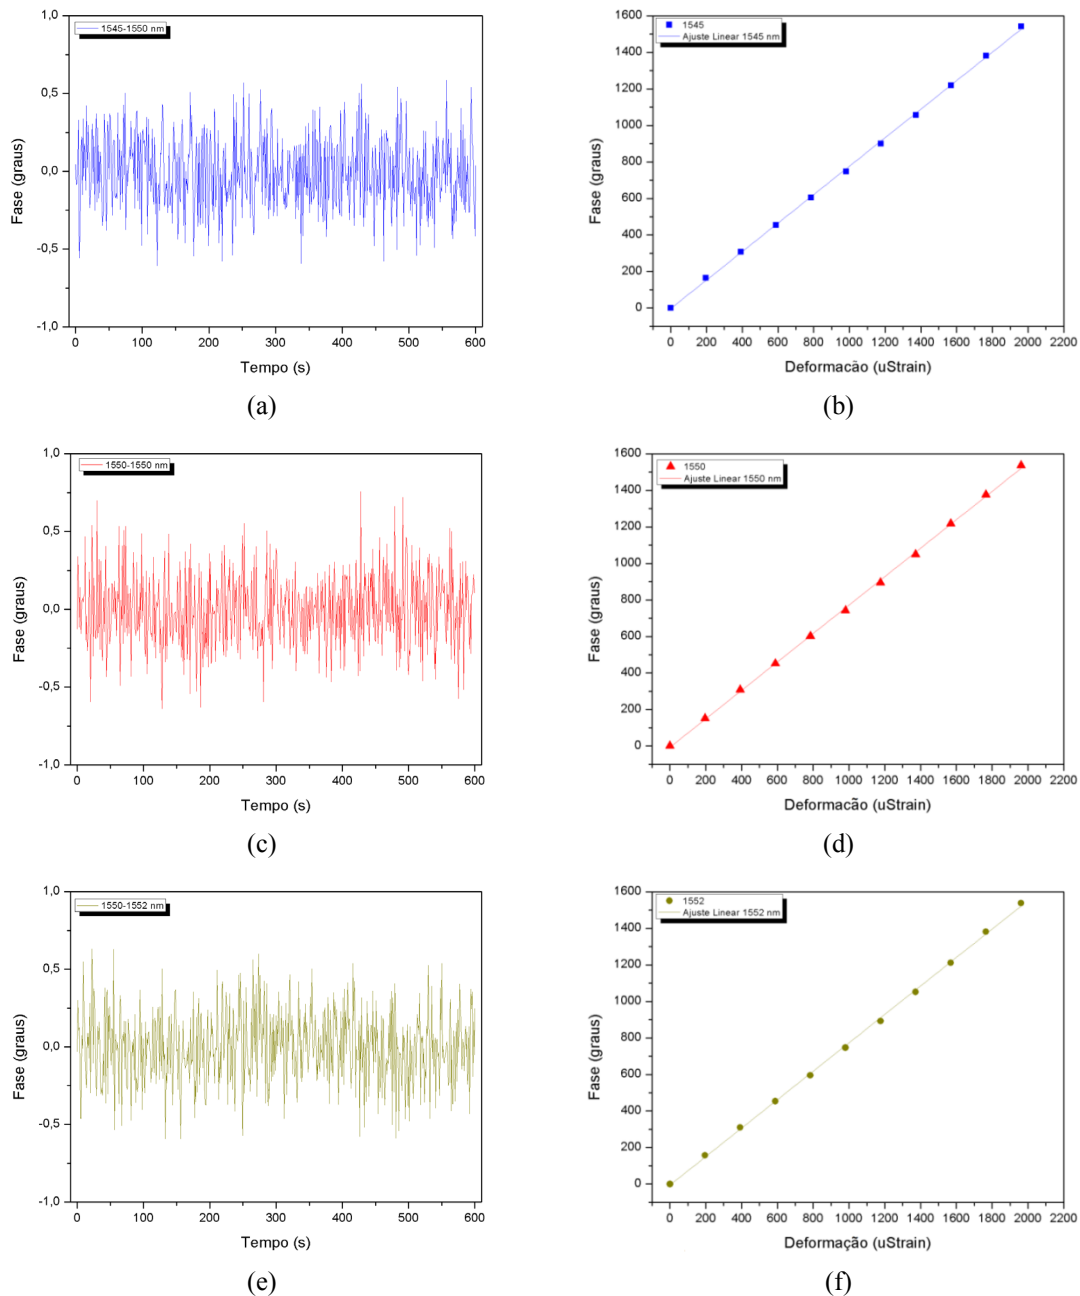 1,0
0,5
0,0
-0,5
-1,0
1545-1550 nm
Fase (graus)
0 100 200 300 400 500 600
Tempo (s)
(a)
1600
1400
1200
1000
800
600
400
200
0
1545
Ajuste Linear 1545 nm
Fase (graus)
0 200 400 600 800 1000 1200 1400 1600 1800 2000 2200
Deformacão (uStrain)
(b)
1,0
0,5
0,0
-0,5
-1,0
1550-1550 nm
Fase (graus)
0 100 200 300 400 500 600
Tempo (s)
(c)
1600
1400
1200
1000
800
600
400
200
0
1550
Ajuste Linear 1550 nm
Fase (graus)
0 200 400 600 800 1000 1200 1400 1600 1800 2000 2200
Deformacão (uStrain)
(d)
1,0
0,5
0,0
-0,5
-1,0
1550-1552 nm
Fase (graus)
0 100 200 300 400 500 600
Tempo (s)
(e)
1600
1400
1200
1000
800
600
400
200
0
1552
Ajuste Linear 1552 nm
Fase (graus)
0 200 400 600 800 1000 1200 1400 1600 1800 2000 2200
Deformação (uStrain)
(f)